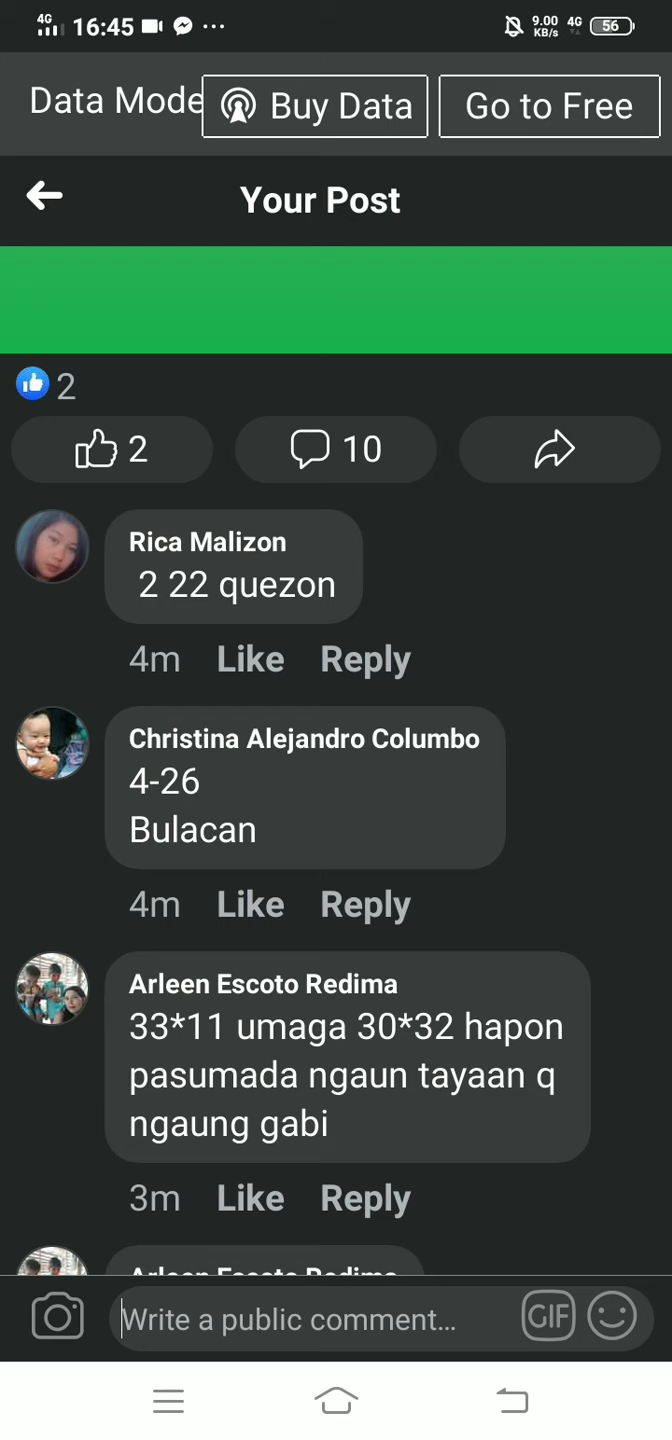 4G 16:45 ... 9.00 KB/s 4G 56
Data Mode Buy Data Go to Free
Your Post
2
2 10
Rica Malizon
2 22 quezon
4m Like Reply
Christina Alejandro Columbo
4-26
Bulacan
4m Like Reply
Arleen Escoto Redima
33*11 umaga 30*32 hapon
pasumada ngaun tayaan q
ngaung gabi
3m Like Reply
Arleen Escoto Redima
Write a public comment... GIF